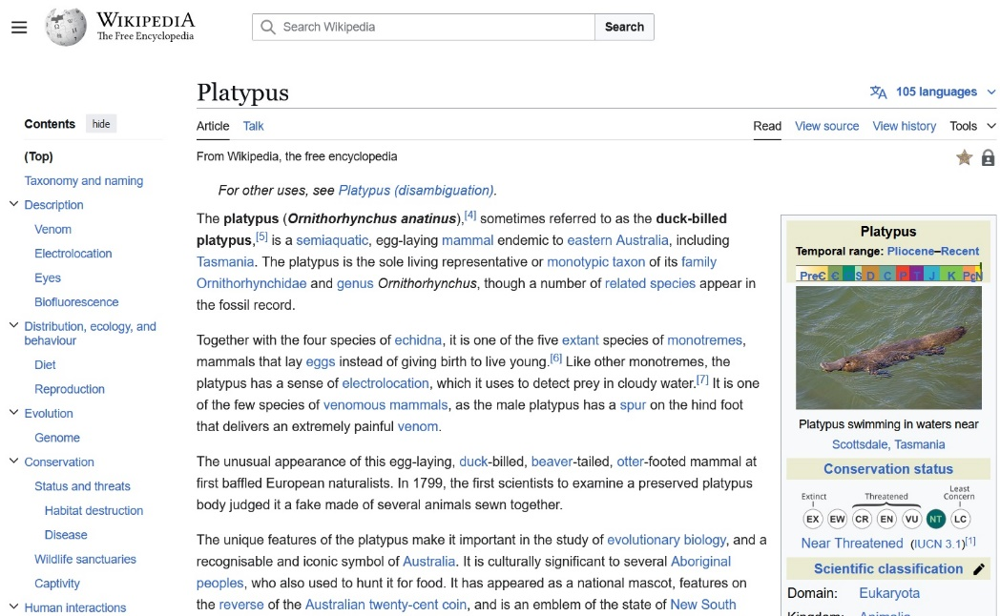 WIKIPEDIA
The Free Encyclopedia
Search Wikipedia
Search
Platypus
105 languages
Contents hide
(Top)
Taxonomy and naming
Description
Venom
Electrolocation
Eyes
Biofluorescence
Distribution, ecology, and
behaviour
Diet
Reproduction
Evolution
Genome
Conservation
Status and threats
Habitat destruction
Disease
Wildlife sanctuaries
Captivity
Human interactions
Article Talk
Read View source View history Tools
From Wikipedia, the free encyclopedia
For other uses, see Platypus (disambiguation).
The platypus (Ornithorhynchus anatinus),[4] sometimes referred to as the duck-billed
platypus,[5] is a semiaquatic, egg-laying mammal endemic to eastern Australia, including
Tasmania. The platypus is the sole living representative or monotypic taxon of its family
Ornithorhynchidae and genus Ornithorhynchus, though a number of related species appear in
the fossil record.
Together with the four species of echidna, it is one of the five extant species of monotremes,
mammals that lay eggs instead of giving birth to live young.[6] Like other monotremes, the
platypus has a sense of electrolocation, which it uses to detect prey in cloudy water.[7] It is one
of the few species of venomous mammals, as the male platypus has a spur on the hind foot
that delivers an extremely painful venom.
The unusual appearance of this egg-laying, duck-billed, beaver-tailed, otter-footed mammal at
first baffled European naturalists. In 1799, the first scientists to examine a preserved platypus
body judged it a fake made of several animals sewn together.
The unique features of the platypus make it important in the study of evolutionary biology, and a
recognisable and iconic symbol of Australia. It is culturally significant to several Aboriginal
peoples, who also used to hunt it for food. It has appeared as a national mascot, features on
the reverse of the Australian twenty-cent coin, and is an emblem of the state of New South
Platypus
Temporal range: Pliocene–Recent
PreꞒ Ꞓ S D C P T J K Pg N
Platypus swimming in waters near
Scottsdale, Tasmania
Conservation status
Extinct Threatened Least
Concern
EX EW CR EN VU NT LC
Near Threatened (IUCN 3.1)[1]
Scientific classification
Domain: Eukaryota
Kingdom: Animalia